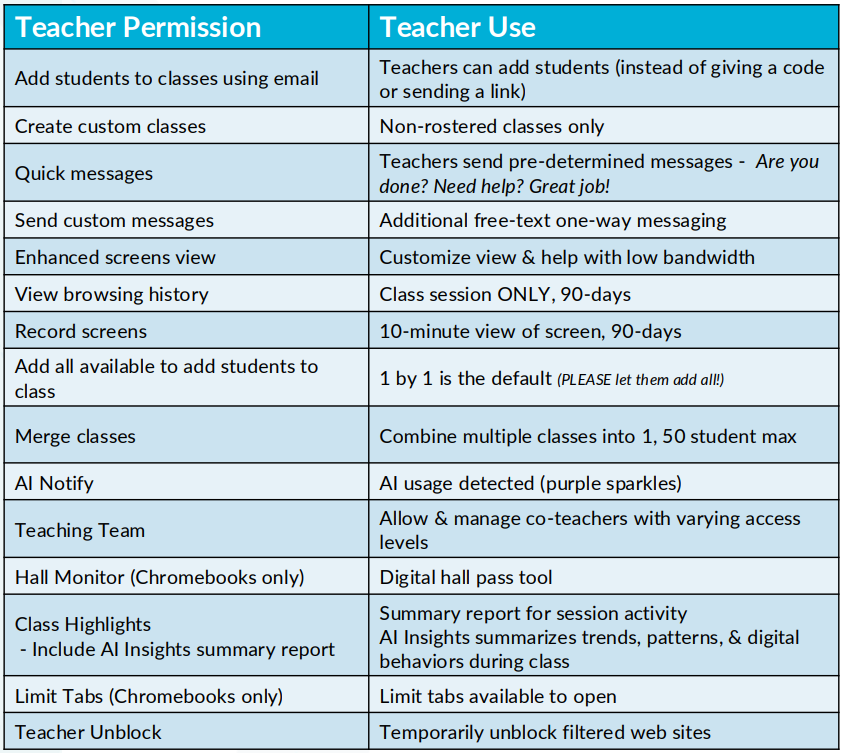 Teacher Permission
Teacher Use
Add students to classes using email
Teachers can add students (instead of giving a code
or sending a link)
Create custom classes
Non-rostered classes only
Quick messages
Teachers send pre-determined messages - Are you
done? Need help? Great job!
Send custom messages
Additional free-text one-way messaging
Enhanced screens view
Customize view & help with low bandwidth
View browsing history
Class session ONLY, 90-days
Record screens
10-minute view of screen, 90-days
Add all available to add students to
class
1 by 1 is the default (PLEASE let them add all!)
Merge classes
Combine multiple classes into 1, 50 student max
AI Notify
AI usage detected (purple sparkles)
Teaching Team
Allow & manage co-teachers with varying access
levels
Hall Monitor (Chromebooks only)
Digital hall pass tool
Class Highlights
- Include AI Insights summary report
Summary report for session activity
AI Insights summarizes trends, patterns, & digital
behaviors during class
Limit Tabs (Chromebooks only)
Limit tabs available to open
Teacher Unblock
Temporarily unblock filtered web sites